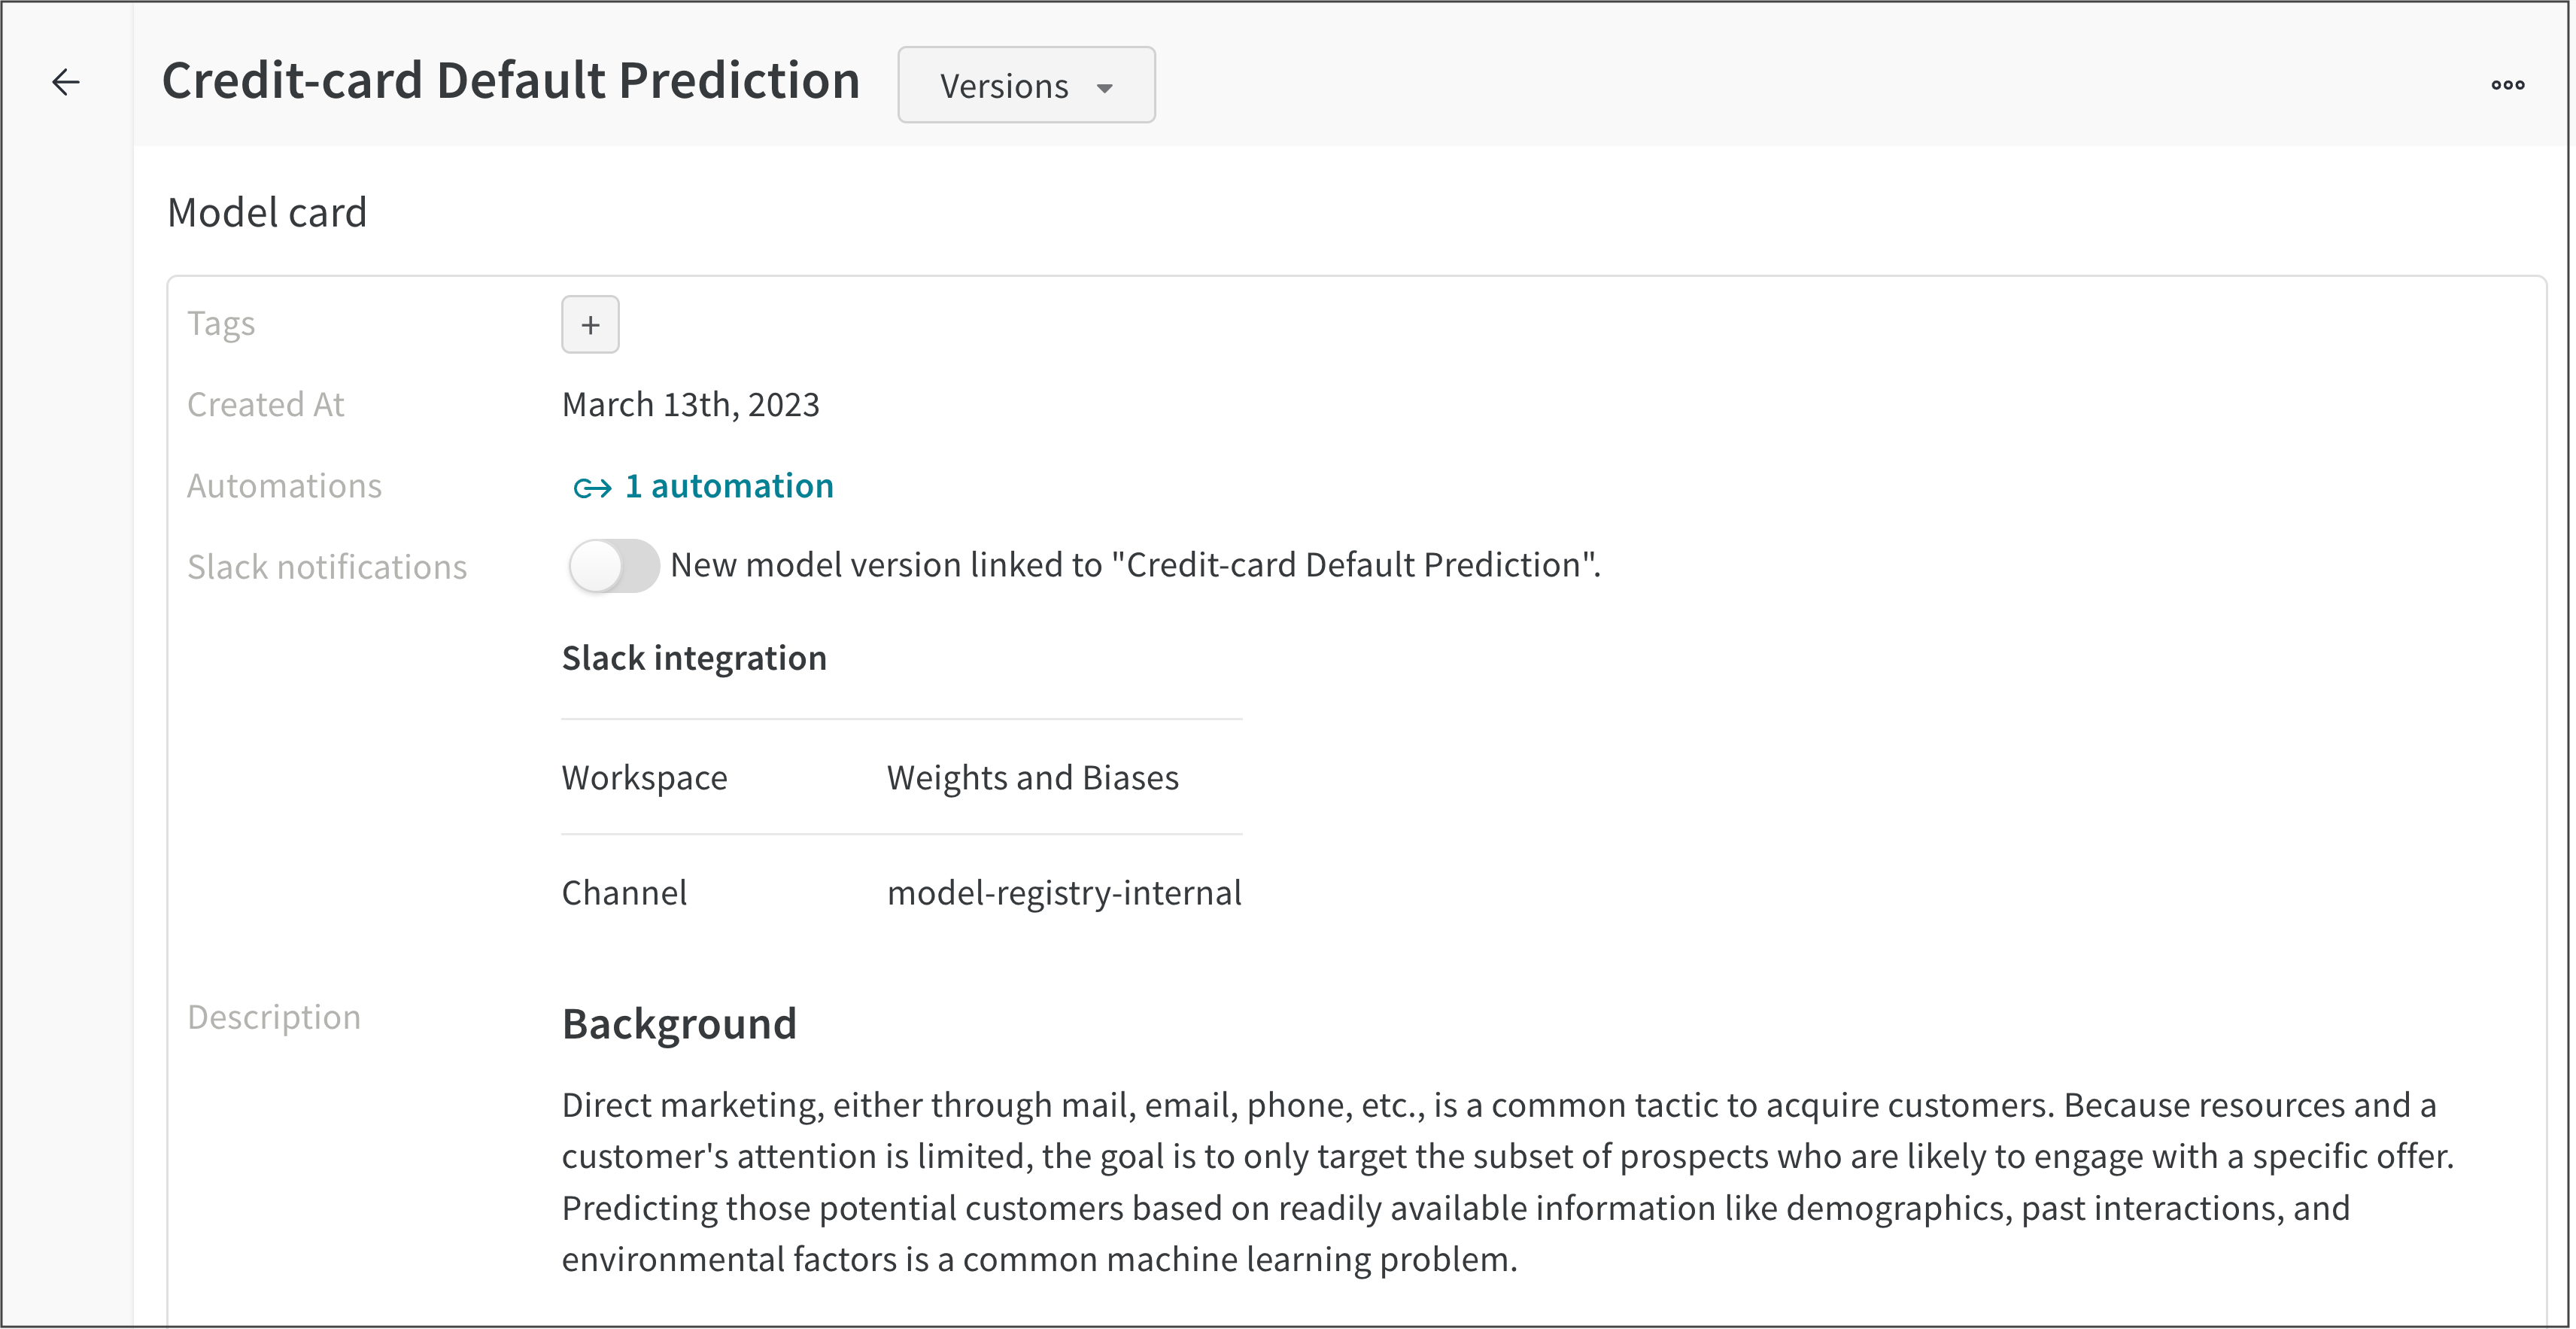 Credit-card Default Prediction
Versions
Model card
Tags
+
Created At
March 13th, 2023
Automations
1 automation
Slack notifications
New model version linked to "Credit-card Default Prediction".
Slack integration
Workspace
Weights and Biases
Channel
model-registry-internal
Description
Background
Direct marketing, either through mail, email, phone, etc., is a common tactic to acquire customers. Because resources and a
customer's attention is limited, the goal is to only target the subset of prospects who are likely to engage with a specific offer.
Predicting those potential customers based on readily available information like demographics, past interactions, and
environmental factors is a common machine learning problem.